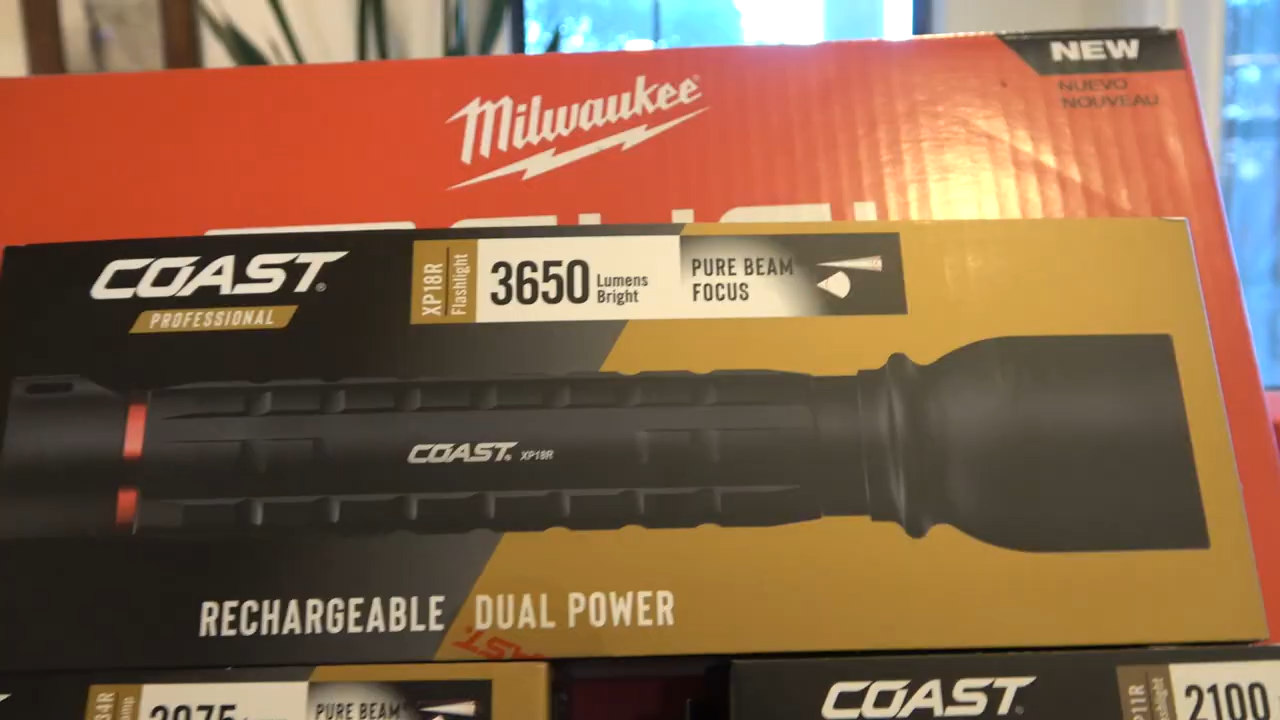 NEW
NUEVO
NOUVEAU
Milwaukee
COAST
PROFESSIONAL
XP18R
Flashlight
3650 Lumens
Bright
PURE BEAM
FOCUS
COAST XP18R
RECHARGEABLE DUAL POWER
COAST
PURE BEAM
COAST
2100